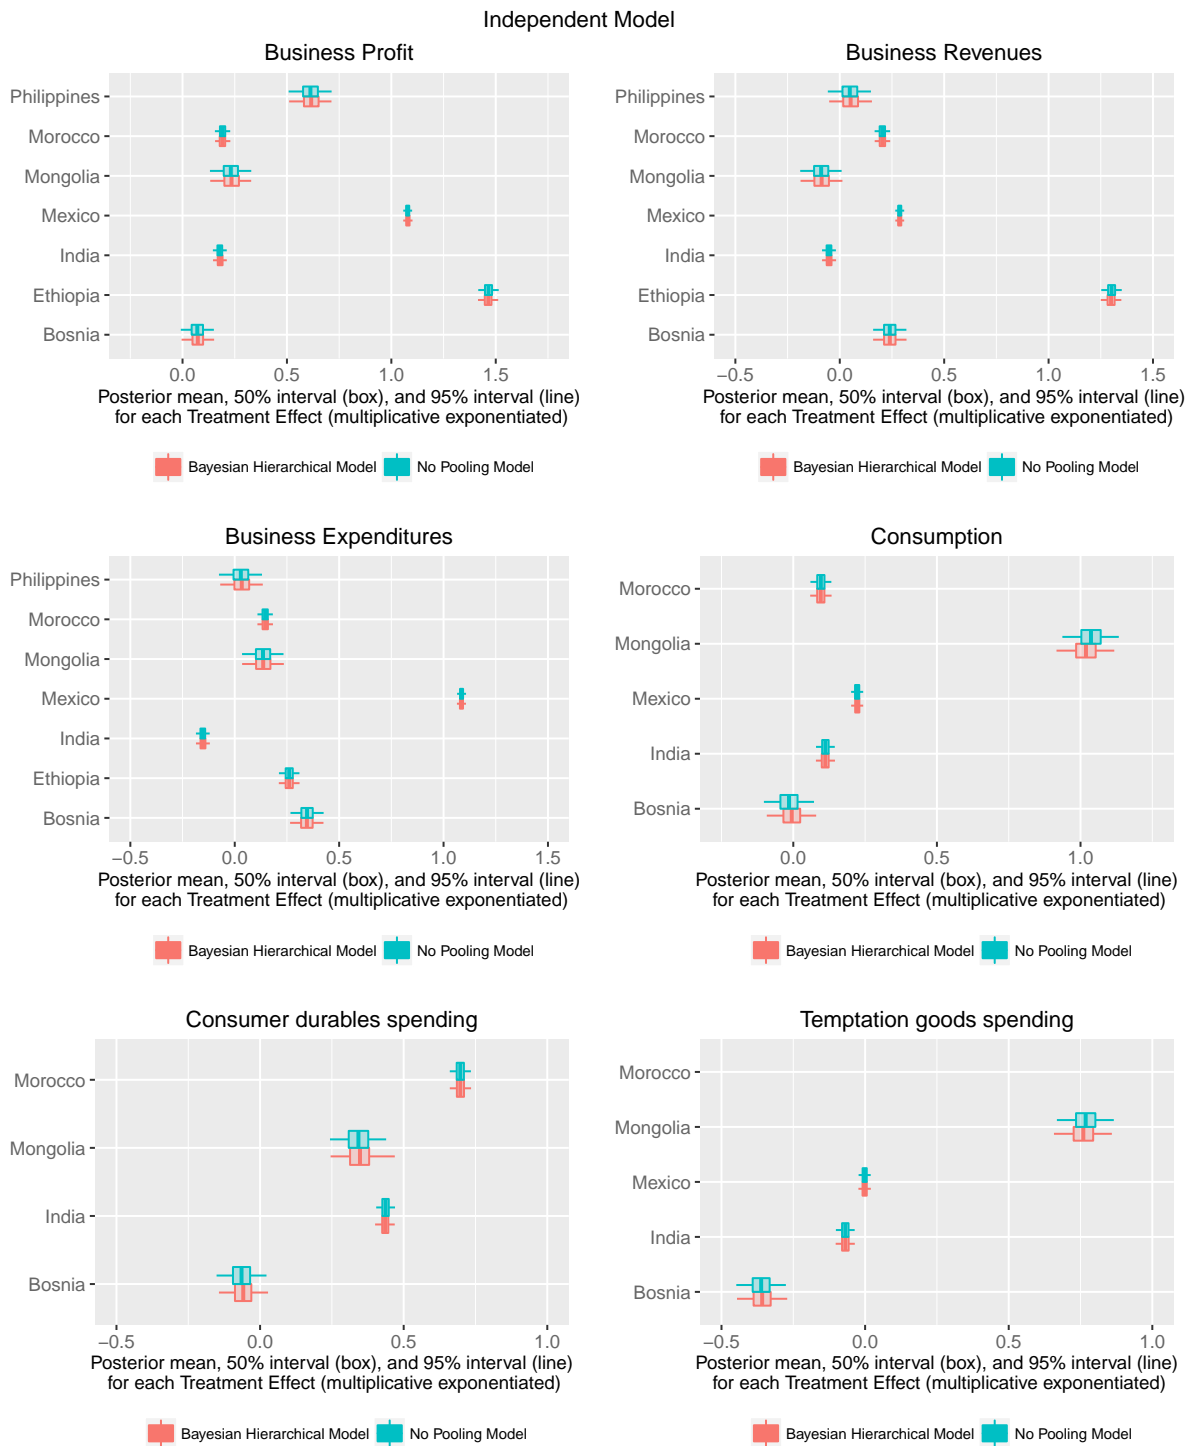 Independent Model
Business Profit
Philippines
Morocco
Mongolia
Mexico
India
Ethiopia
Bosnia
0.0 0.5 1.0 1.5
Posterior mean, 50% interval (box), and 95% interval (line)
for each Treatment Effect (multiplicative exponentiated)
Bayesian Hierarchical Model No Pooling Model
Business Revenues
Philippines
Morocco
Mongolia
Mexico
India
Ethiopia
Bosnia
−0.5 0.0 0.5 1.0 1.5
Posterior mean, 50% interval (box), and 95% interval (line)
for each Treatment Effect (multiplicative exponentiated)
Bayesian Hierarchical Model No Pooling Model
Business Expenditures
Philippines
Morocco
Mongolia
Mexico
India
Ethiopia
Bosnia
−0.5 0.0 0.5 1.0 1.5
Posterior mean, 50% interval (box), and 95% interval (line)
for each Treatment Effect (multiplicative exponentiated)
Bayesian Hierarchical Model No Pooling Model
Consumption
Morocco
Mongolia
Mexico
India
Bosnia
0.0 0.5 1.0
Posterior mean, 50% interval (box), and 95% interval (line)
for each Treatment Effect (multiplicative exponentiated)
Bayesian Hierarchical Model No Pooling Model
Consumer durables spending
Morocco
Mongolia
India
Bosnia
−0.5 0.0 0.5 1.0
Posterior mean, 50% interval (box), and 95% interval (line)
for each Treatment Effect (multiplicative exponentiated)
Bayesian Hierarchical Model No Pooling Model
Temptation goods spending
Morocco
Mongolia
Mexico
India
Bosnia
−0.5 0.0 0.5 1.0
Posterior mean, 50% interval (box), and 95% interval (line)
for each Treatment Effect (multiplicative exponentiated)
Bayesian Hierarchical Model No Pooling Model